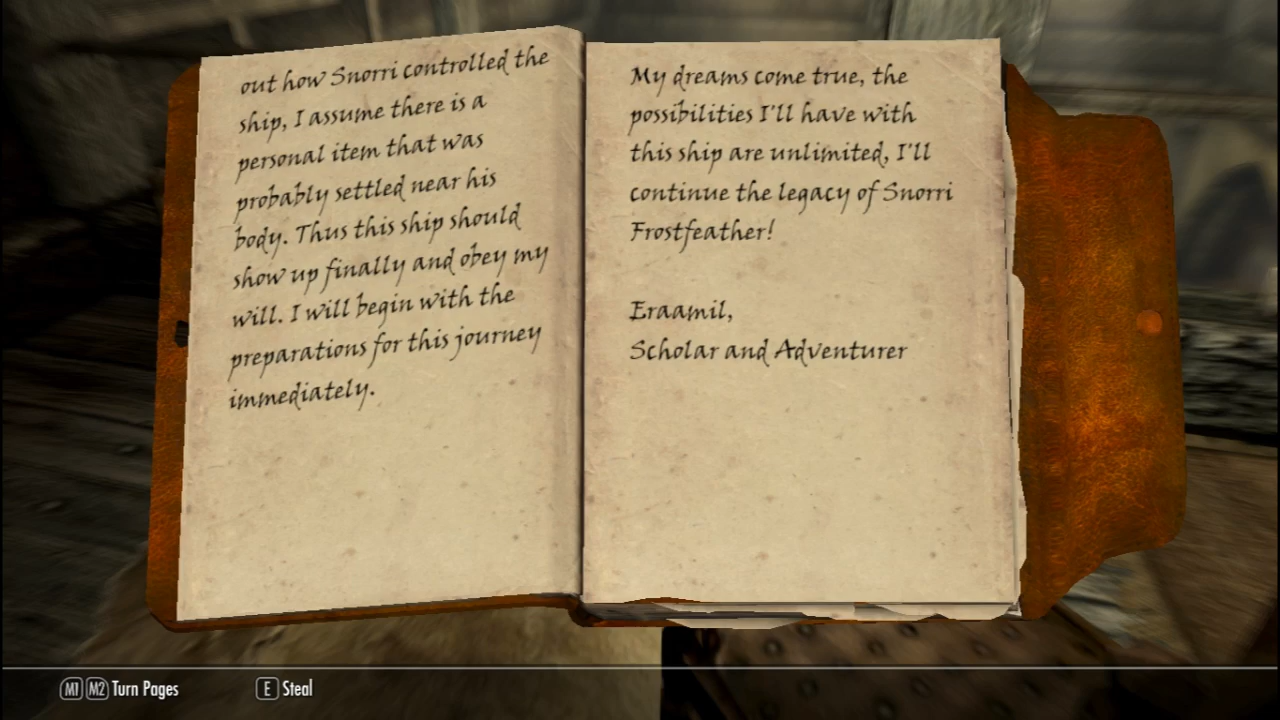 out how Snorri controlled the
ship, I assume there is a
personal item that was
probably settled near his
body. Thus this ship should
show up finally and obey my
will. I will begin with the
preparations for this journey
immediately.
My dreams come true, the
possibilities I'll have with
this ship are unlimited, I'll
continue the legacy of Snorri
Frostfeather!
Eraamil,
Scholar and Adventurer
M1 M2 Turn Pages
E Steal